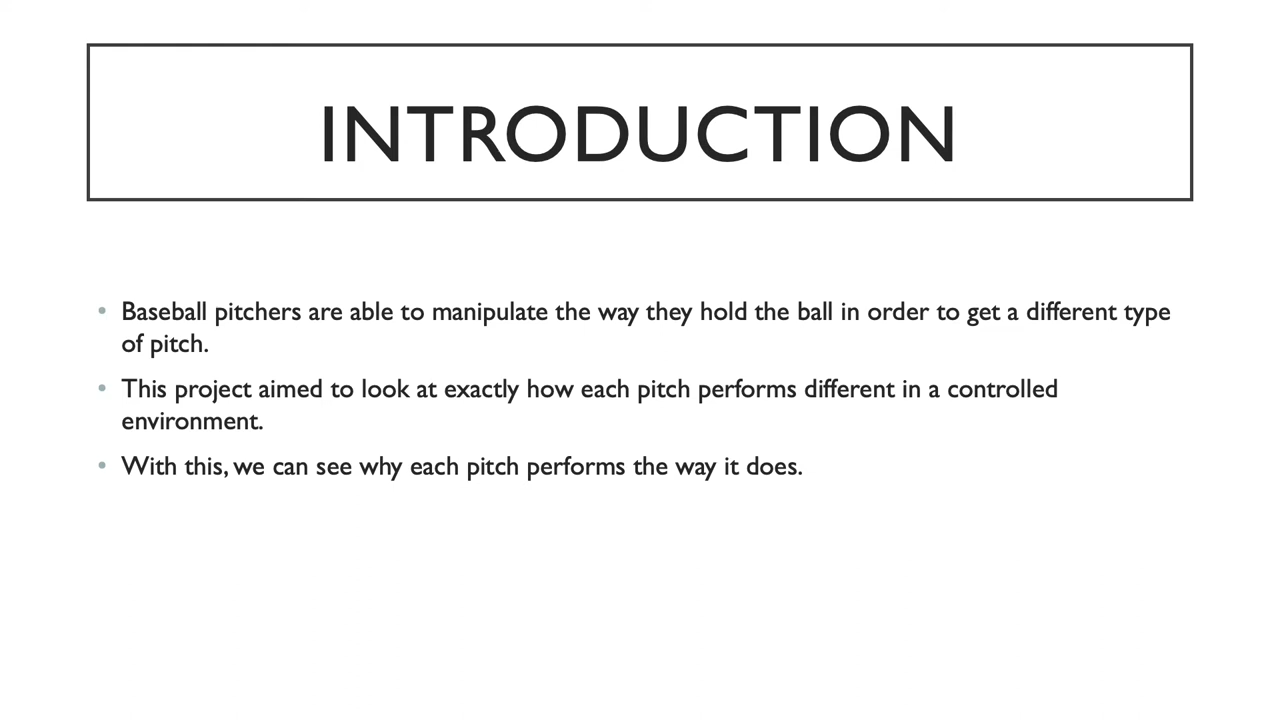 INTRODUCTION
• Baseball pitchers are able to manipulate the way they hold the ball in order to get a different type
of pitch.
• This project aimed to look at exactly how each pitch performs different in a controlled
environment.
• With this, we can see why each pitch performs the way it does.